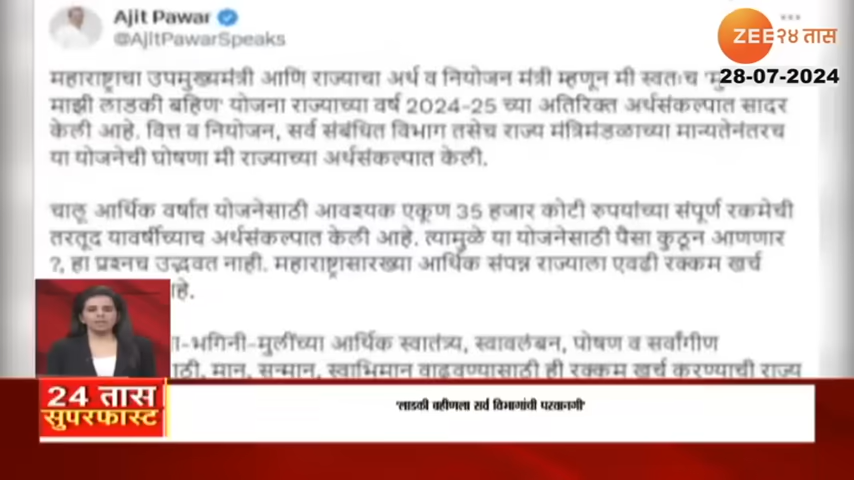 Ajit Pawar
@AjitPawarSpeaks
ZEE २४ तास
28-07-2024
महाराष्ट्राचा उपमुख्यमंत्री आणि राज्याचा अर्थ व नियोजन मंत्री म्हणून मी स्वतःच
माझी लाडकी बहिण' योजना राज्याच्या वर्ष 2024-25 च्या अतिरिक्त अर्थसंकल्पात सादर
केली आहे. वित्त व नियोजन, सर्व संबंधित विभाग तसेच राज्य मंत्रिमंडळाच्या मान्यतेनंतरच
या योजनेची घोषणा मी राज्याच्या अर्थसंकल्पात केली.
चालू आर्थिक वर्षात योजनेसाठी आवश्यक एकूण 35 हजार कोटी रुपयांच्या संपूर्ण रकमेची
तरतूद यावर्षीच्याच अर्थसंकल्पात केली आहे. त्यामुळे या योजनेसाठी पैसा कुठून आणणार
?, हा प्रश्नच उद्भवत नाही. महाराष्ट्रासारख्या आर्थिक संपन्न राज्याला एवढी रक्कम खर्च
हे.
-भगिनी-मुलींच्या आर्थिक स्वातंत्र्य, स्वावलंबन, पोषण व सर्वांगीण
ठी, मान, सन्मान, स्वाभिमान वाढवण्यासाठी ही रक्कम खर्च करण्याची राज्य
24 तास
सुपरफास्ट
'लाडकी बहीणला सर्व विभागांची परवानगी'